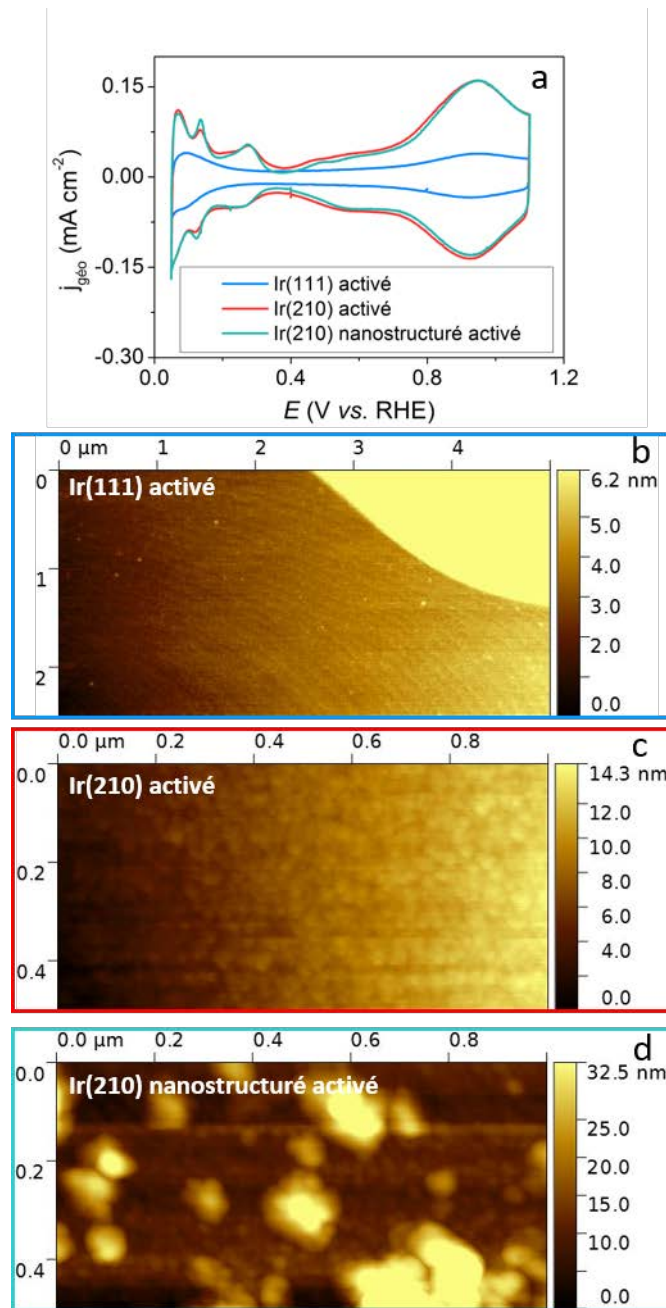 a
0.15
0.00
-0.15
-0.30
j géo (mA cm-2)
Ir(111) activé
Ir(210) activé
Ir(210) nanostructuré activé
0.0 0.4 0.8 1.2
E (V vs. RHE)
0 µm 1 2 3 4 b
Ir(111) activé
0
1
2
6.2 nm
5.0
4.0
3.0
2.0
0.0
0.0 µm 0.2 0.4 0.6 0.8 c
Ir(210) activé
0.0
0.2
0.4
14.3 nm
12.0
10.0
8.0
6.0
4.0
0.0
0.0 µm 0.2 0.4 0.6 0.8 d
Ir(210) nanostructuré activé
0.0
0.2
0.4
32.5 nm
25.0
20.0
15.0
10.0
0.0